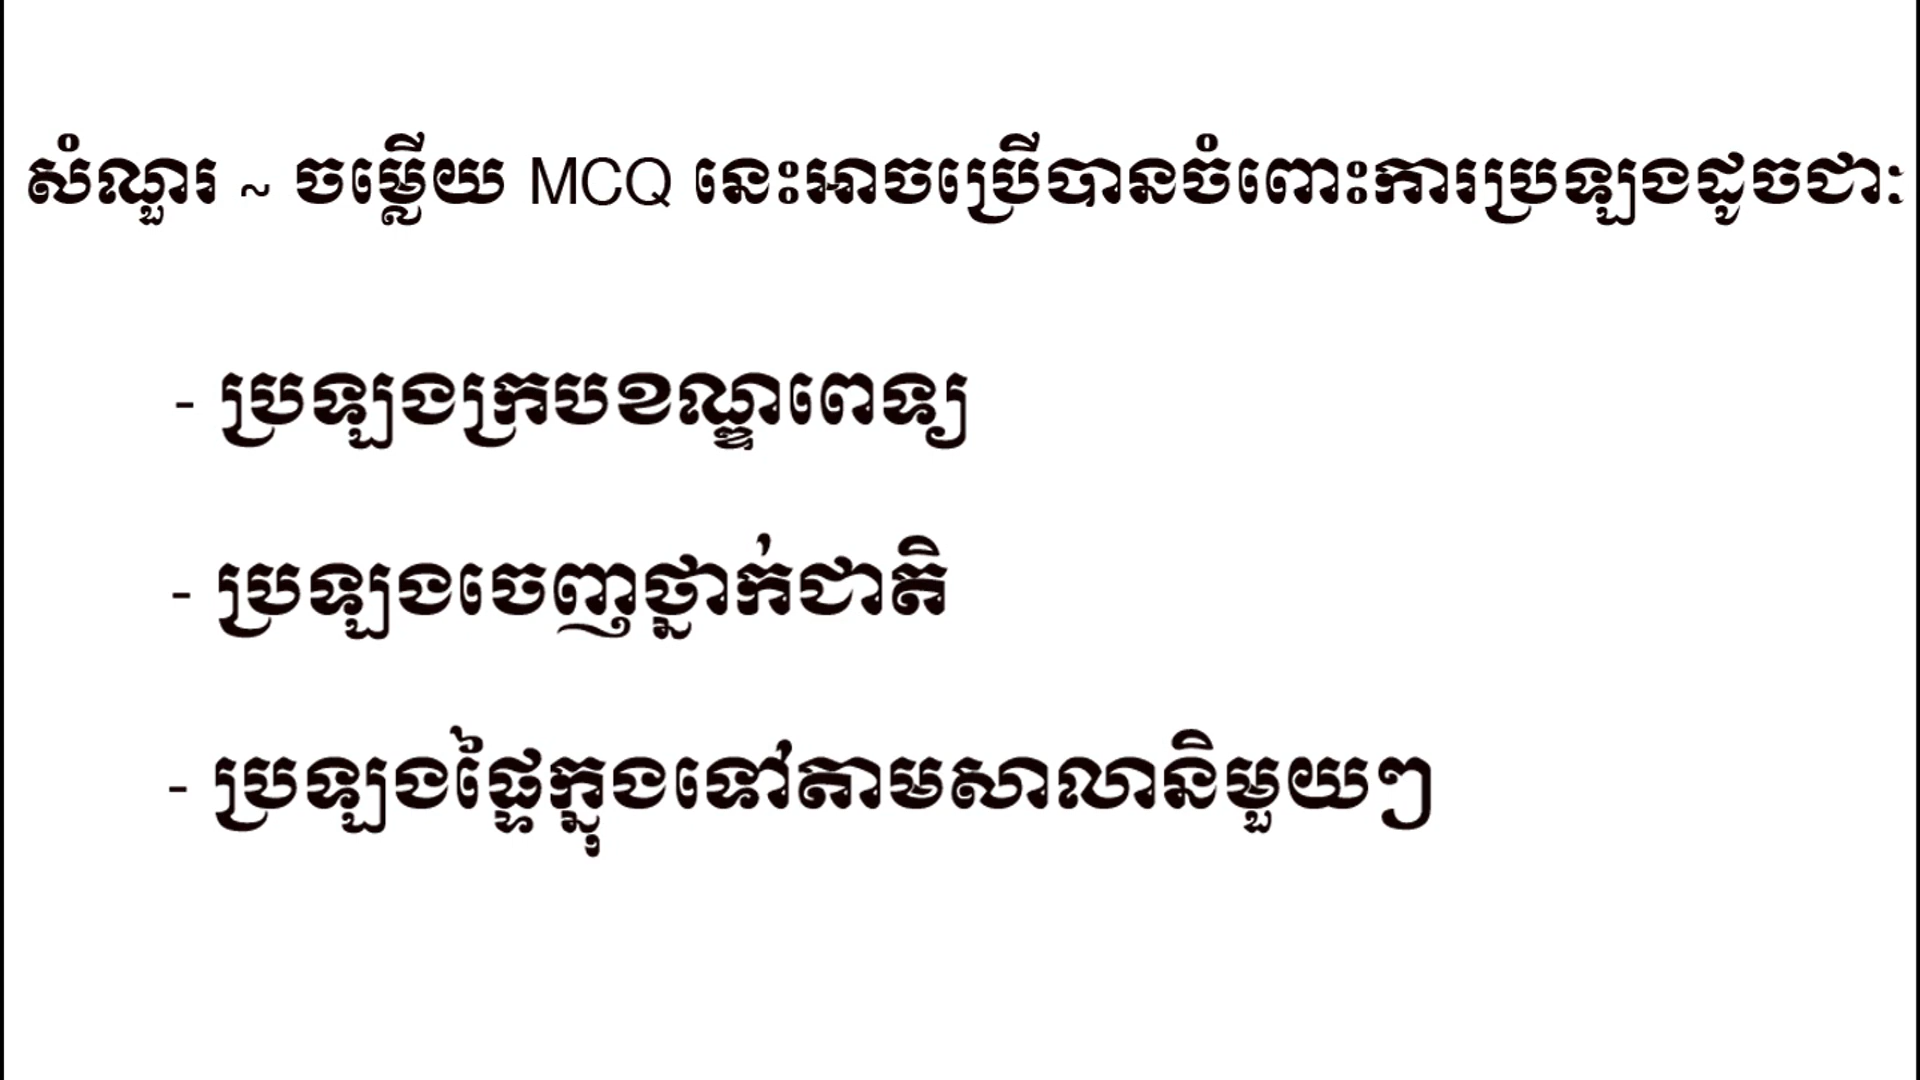 សំណួរ ~ ចម្លើយ MCQ នេះអាចប្រើបានចំពោះការប្រឡងដូចជាៈ
- ប្រឡងក្របខណ្ឌពេទ្យ
- ប្រឡងចេញថ្នាក់ជាតិ
- ប្រឡងផ្ទៃក្នុងទៅតាមសាលានិមួយៗ